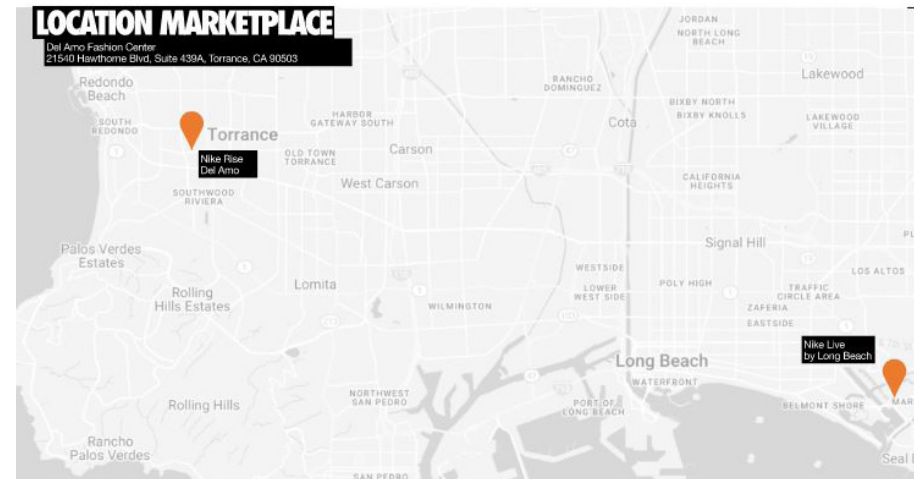 LOCATION MARKETPLACE
Del Amo Fashion Center
21540 Hawthorne Blvd, Suite 439A, Torrance, CA 90503
JORDAN
NORTH LONG
BEACH
Lakewood
Redondo
Beach
RANCHO
DOMINGUEZ
BIXBY NORTH
BIXBY KNOLLS
LAKEWOOD
VILLAGE
SOUTH
REDONDO
Torrance
HARBOR
GATEWAY SOUTH
Cota
Nike Rise
Del Amo
OLD TOWN
TORRANCE
Carson
West Carson
CALIFORNIA
HEIGHTS
SOUTHWOOD
RIVIERA
Palos Verdes
Estates
Signal Hill
Rolling
Hills Estates
Lomita
WESTSIDE
LOWER
WEST SIDE
POLY HIGH
LOS ALTOS
TRAFFIC
CIRCLE AREA
WILMINGTON
ZAFERIA
EASTSIDE
Nike Live
by Long Beach
Long Beach
WATERFRONT
Rolling Hills
NORTHWEST
SAN PEDRO
PORT OF
LONG BEACH
BELMONT SHORE
MAR
Rancho
Palos Verdes
SAN PEDRO
Seal